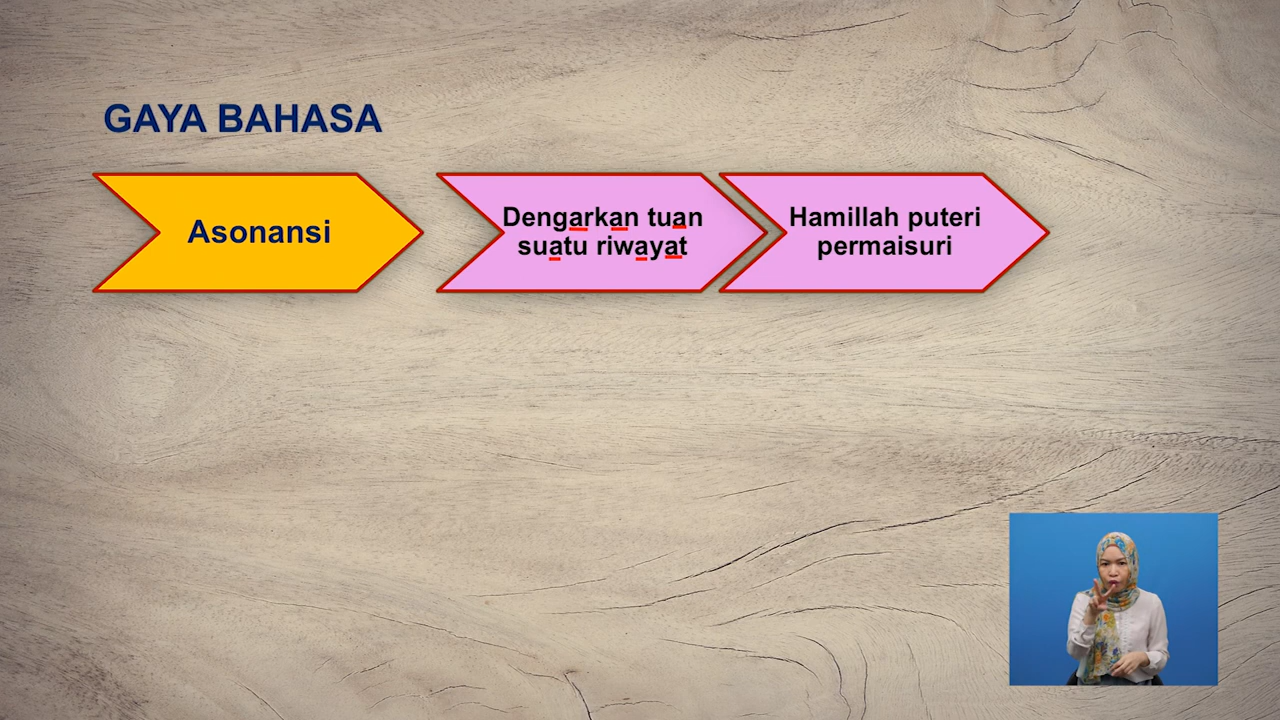 GAYA BAHASA
Asonansi
Dengarkan tuan
suatu riwayat
Hamillah puteri
permaisuri